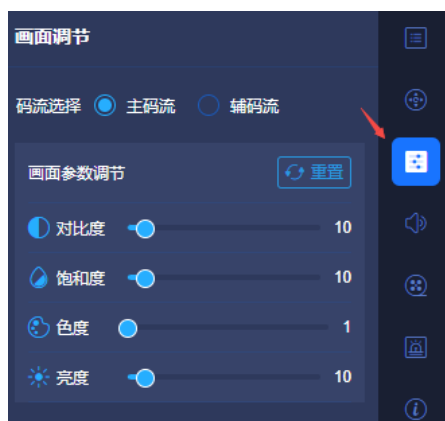 画面调节
码流选择 主码流 辅码流
画面参数调节 重置
对比度 10
饱和度 10
色度 1
亮度 10